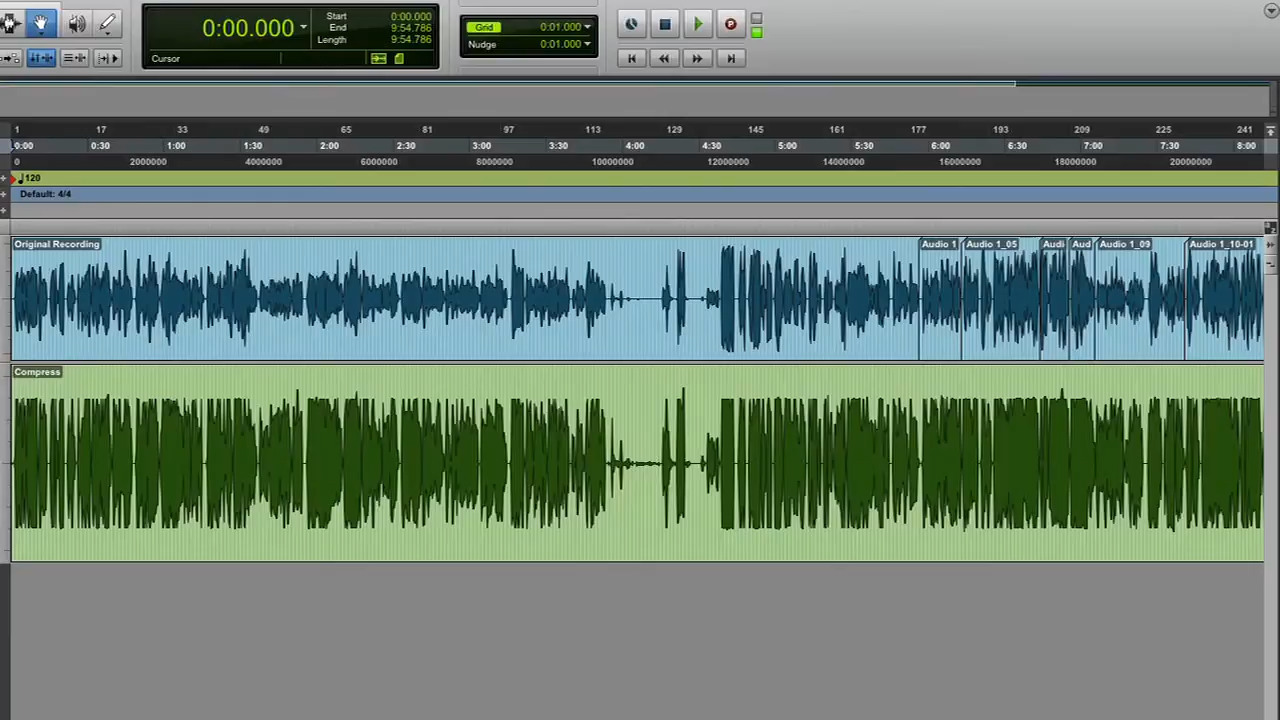 0:00.000
Start 0:00.000
End 9:54.786
Length 9:54.786
Cursor
Grid 0:01.000
Nudge 0:01.000
1 17 33 49 65 81 97 113 129 145 161 177 193 209 225 241
0:00 0:30 1:00 1:30 2:00 2:30 3:00 3:30 4:00 4:30 5:00 5:30 6:00 6:30 7:00 7:30 8:00
0 2000000 4000000 6000000 8000000 10000000 12000000 14000000 16000000 18000000 20000000
120
Default: 4/4
Original Recording Audio 1 Audio 1_05 Audi Aud Audio 1_09 Audio 1_10-01
Compress